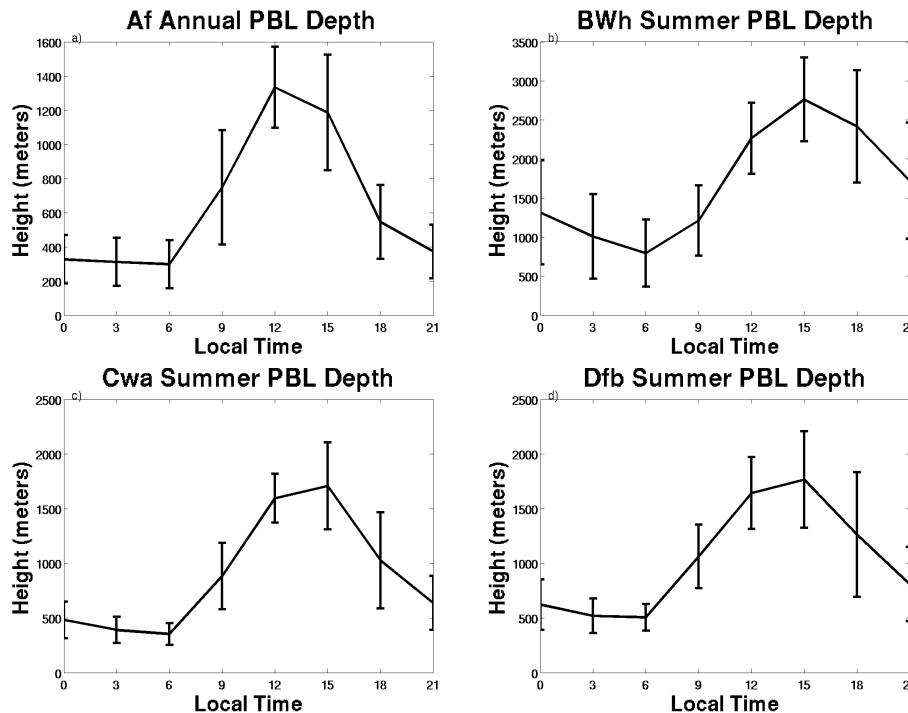 Af Annual PBL Depth
a)
1600
1400
1200
1000
800
600
400
200
0
Height (meters)
0 3 6 9 12 15 18 21
Local Time
BWh Summer PBL Depth
b)
3500
3000
2500
2000
1500
1000
500
0
Height (meters)
0 3 6 9 12 15 18 2
Local Time
Cwa Summer PBL Depth
c)
2500
2000
1500
1000
500
0
Height (meters)
0 3 6 9 12 15 18 21
Local Time
Dfb Summer PBL Depth
d)
2500
2000
1500
1000
500
0
Height (meters)
0 3 6 9 12 15 18 2
Local Time